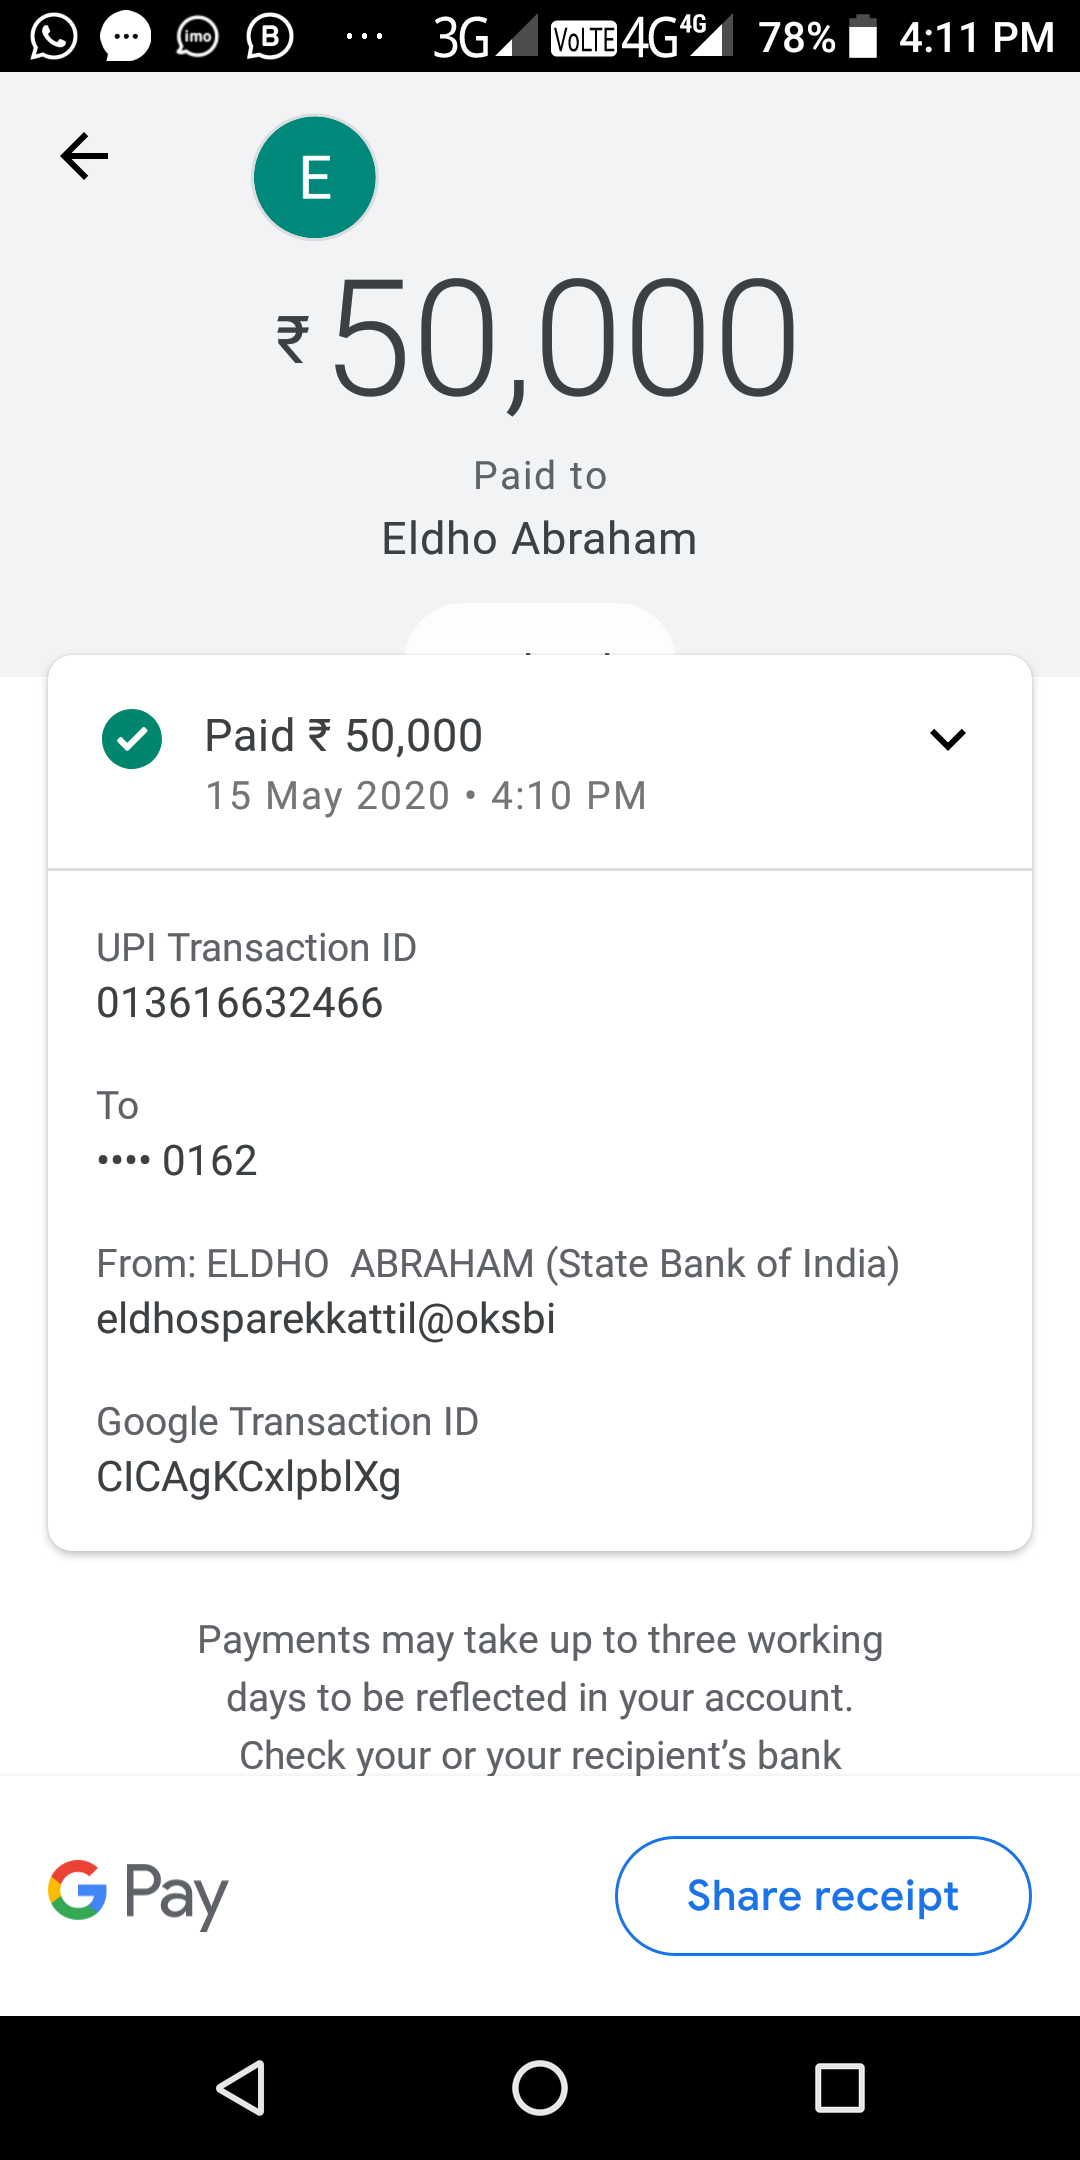 imo B ... 3G VoLTE 4G 4G 78% 4:11 PM
E
₹50,000
Paid to
Eldho Abraham
Paid ₹ 50,000
15 May 2020 • 4:10 PM
UPI Transaction ID
013616632466
To
•••• 0162
From: ELDHO  ABRAHAM (State Bank of India)
eldhosparekkattil@oksbi
Google Transaction ID
CICAgKCxlpblXg
Payments may take up to three working
days to be reflected in your account.
Check your or your recipient’s bank
G Pay
Share receipt